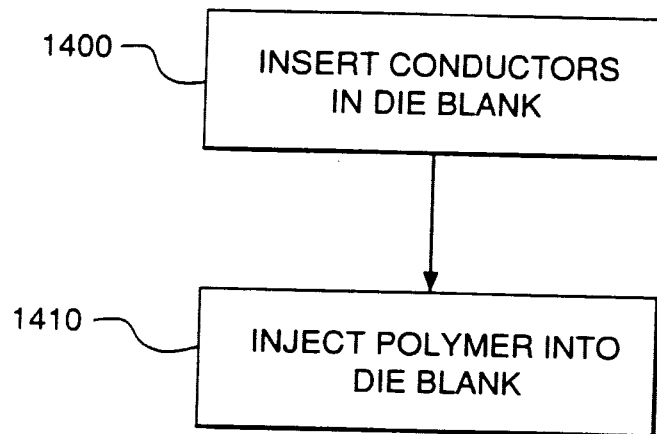 1400
INSERT CONDUCTORS
IN DIE BLANK
1410
INJECT POLYMER INTO
DIE BLANK